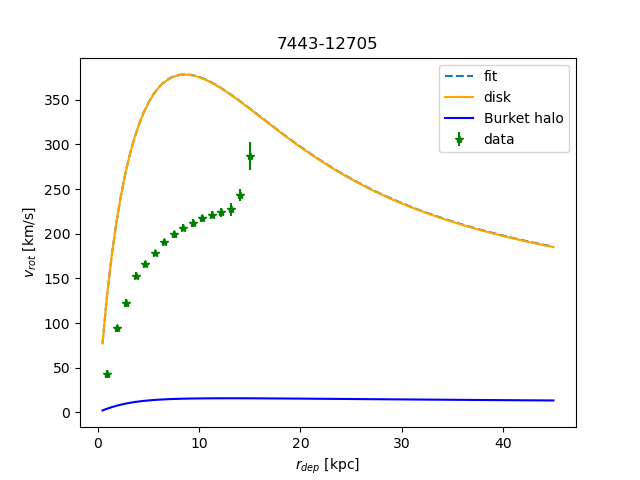 7443-12705
fit
disk
Burket halo
data
350
300
250
200
150
100
50
0
v_rot [km/s]
0 10 20 30 40
r_dep [kpc]